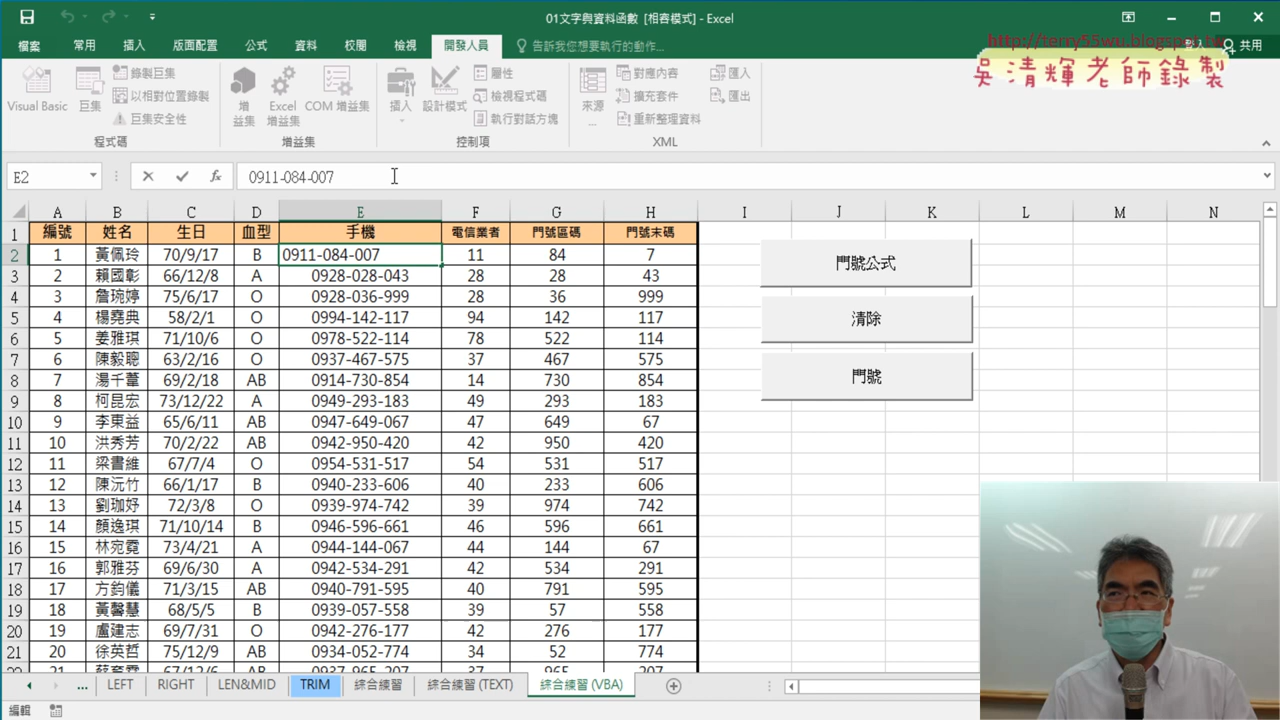 01文字與資料函數 [相容模式] - Excel
檔案 常用 插入 版面配置 公式 資料 校閱 檢視 開發人員 告訴我您想要執行的動作... 共用
http://terry55wu.blogspot.tw
吳清輝老師錄製
Visual Basic 巨集 錄製巨集 以相對位置錄製 巨集安全性 程式碼
增益集 Excel 增益集 COM 增益集 增益集
插入 設計模式 屬性 檢視程式碼 執行對話方塊 控制項
來源... 對應內容 擴充套件 重新整理資料 匯入 匯出 XML
E2 fx 0911-084-007
A B C D E F G H I J K L M N
1 編號 姓名 生日 血型 手機 電信業者 門號區碼 門號末碼
2 1 黃佩玲 70/9/17 B 0911-084-007 11 84 7
3 2 賴國彰 66/12/8 A 0928-028-043 28 28 43
4 3 詹琬婷 75/6/17 O 0928-036-999 28 36 999
5 4 楊堯典 58/2/1 O 0994-142-117 94 142 117
6 5 姜雅琪 71/10/6 O 0978-522-114 78 522 114
7 6 陳毅聰 63/2/16 O 0937-467-575 37 467 575
8 7 湯千葦 69/2/18 AB 0914-730-854 14 730 854
9 8 柯昆宏 73/12/22 A 0949-293-183 49 293 183
10 9 李東益 65/6/11 AB 0947-649-067 47 649 67
11 10 洪秀芳 70/2/22 AB 0942-950-420 42 950 420
12 11 梁書維 67/7/4 O 0954-531-517 54 531 517
13 12 陳沅竹 66/1/17 B 0940-233-606 40 233 606
14 13 劉珈妤 72/3/8 O 0939-974-742 39 974 742
15 14 顏逸琪 71/10/14 B 0946-596-661 46 596 661
16 15 林宛霓 73/4/21 A 0944-144-067 44 144 67
17 16 郭雅芬 69/6/30 A 0942-534-291 42 534 291
18 17 方鈞儀 71/3/15 AB 0940-791-595 40 791 595
19 18 黃馨慧 68/5/5 B 0939-057-558 39 57 558
20 19 盧建志 69/7/31 O 0942-276-177 42 276 177
21 20 徐英哲 75/12/9 AB 0934-052-774 34 52 774
門號公式
清除
門號
... LEFT RIGHT LEN&MID TRIM 綜合練習 綜合練習 (TEXT) 綜合練習 (VBA)
編輯